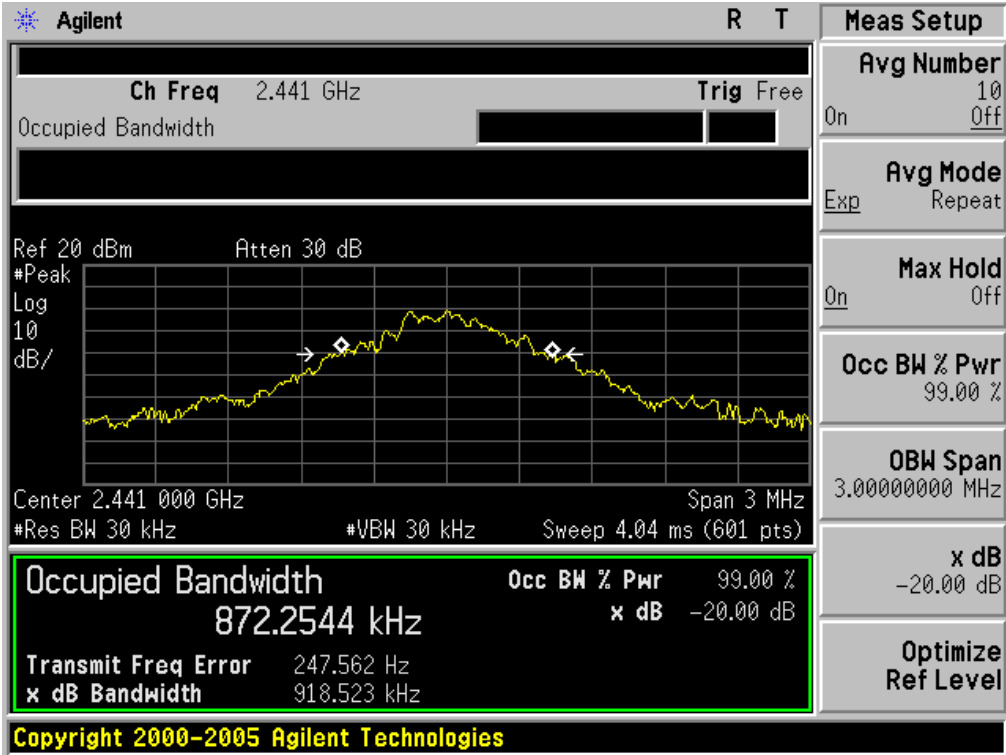 Agilent R T
Ch Freq 2.441 GHz Trig Free
Occupied Bandwidth
Ref 20 dBm Atten 30 dB
#Peak
Log
10
dB/
Center 2.441 000 GHz Span 3 MHz
#Res BW 30 kHz #VBW 30 kHz Sweep 4.04 ms (601 pts)
Occupied Bandwidth
872.2544 kHz
Occ BW % Pwr 99.00 %
x dB -20.00 dB
Transmit Freq Error 247.562 Hz
x dB Bandwidth 918.523 kHz
Copyright 2000-2005 Agilent Technologies
Meas Setup
Avg Number
10
On Off
Avg Mode
Exp Repeat
Max Hold
On Off
Occ BW % Pwr
99.00 %
OBW Span
3.00000000 MHz
x dB
-20.00 dB
Optimize
Ref Level